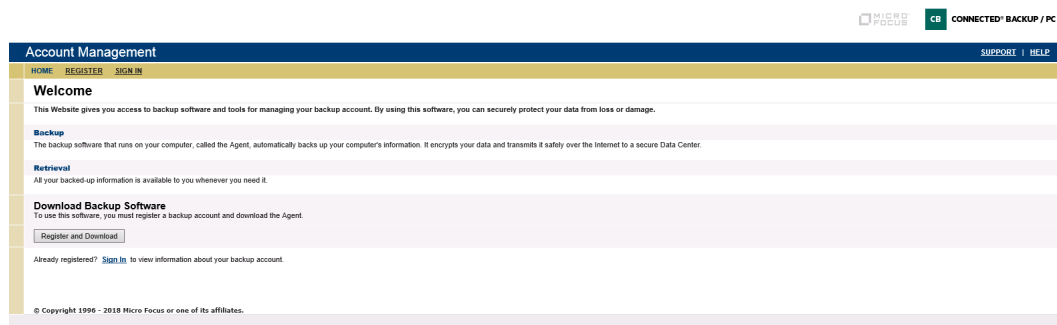 MICRO FOCUS
CB CONNECTED® BACKUP / PC
Account Management
SUPPORT | HELP
HOME REGISTER SIGN IN
Welcome
This Website gives you access to backup software and tools for managing your backup account. By using this software, you can securely protect your data from loss or damage.
Backup
The backup software that runs on your computer, called the Agent, automatically backs up your computer's information. It encrypts your data and transmits it safely over the Internet to a secure Data Center.
Retrieval
All your backed-up information is available to you whenever you need it.
Download Backup Software
To use this software, you must register a backup account and download the Agent.
Register and Download
Already registered? Sign In to view information about your backup account.
© Copyright 1996 - 2018 Micro Focus or one of its affiliates.